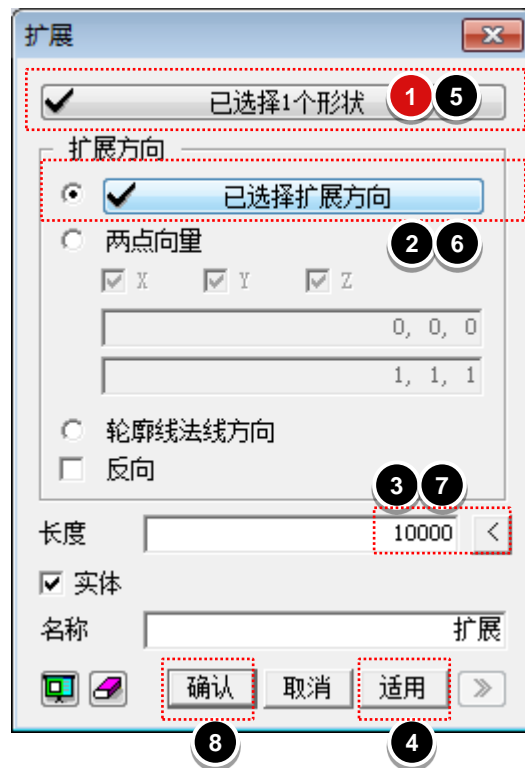 扩展
已选择1个形状 1 5
扩展方向
已选择扩展方向
两点向量 2 6
X Y Z
0, 0, 0
1, 1, 1
轮廓线法线方向
反向
3 7
长度 10000 <
实体
名称 扩展
确认 取消 适用 >>
8 4